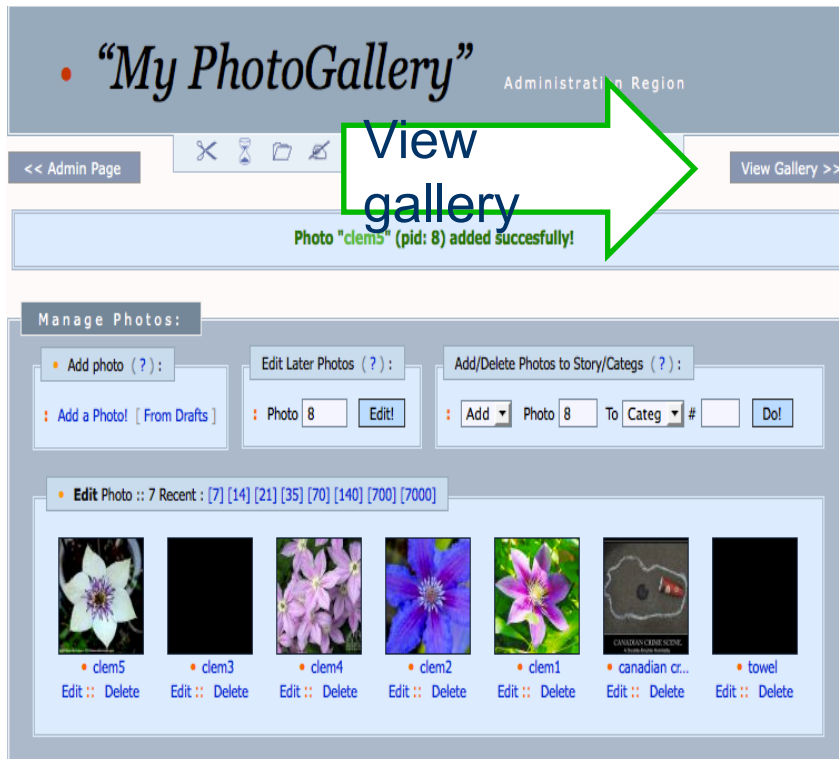 • “My PhotoGallery” Administration Region
<< Admin Page
View gallery
View Gallery >>
Photo "clem5" (pid: 8) added succesfully!
Manage Photos:
• Add photo ( ? ) :
Edit Later Photos ( ? ) :
Add/Delete Photos to Story/Categs ( ? ) :
: Add a Photo! [ From Drafts ]
: Photo 8 Edit!
: Add Photo 8 To Categ # Do!
• Edit Photo :: 7 Recent : [7] [14] [21] [35] [70] [140] [700] [7000]
CANADIAN CRIME SCENE.
• clem5 • clem3 • clem4 • clem2 • clem1 • canadian cr... • towel
Edit :: Delete Edit :: Delete Edit :: Delete Edit :: Delete Edit :: Delete Edit :: Delete Edit :: Delete